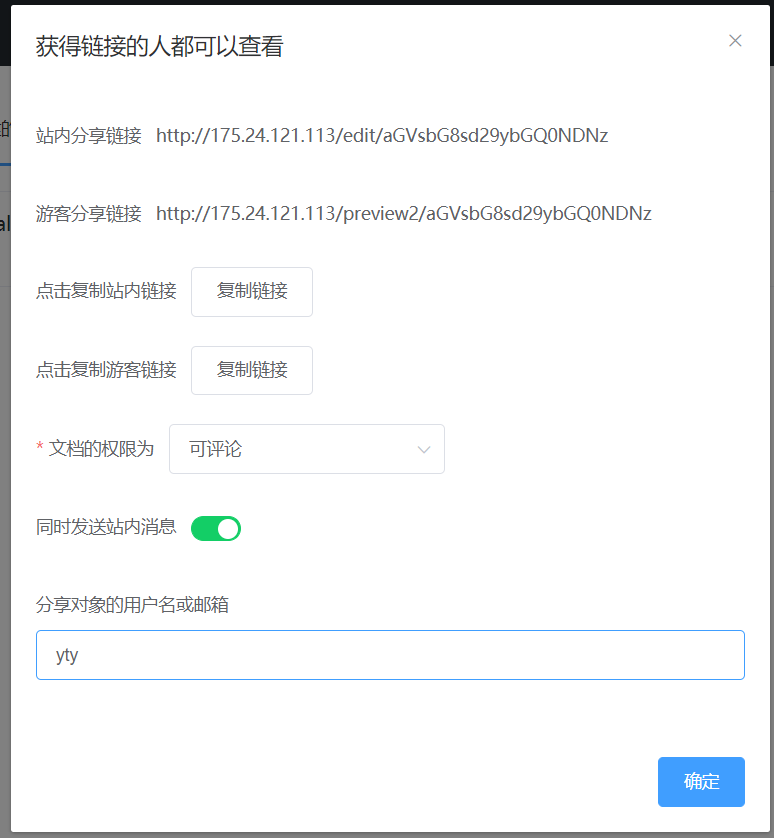 获得链接的人都可以查看
站内分享链接 http://175.24.121.113/edit/aGVsbG8sd29ybGQ0NDNz
游客分享链接 http://175.24.121.113/preview2/aGVsbG8sd29ybGQ0NDNz
点击复制站内链接 复制链接
点击复制游客链接 复制链接
* 文档的权限为 可评论
同时发送站内消息
分享对象的用户名或邮箱
yty
确定